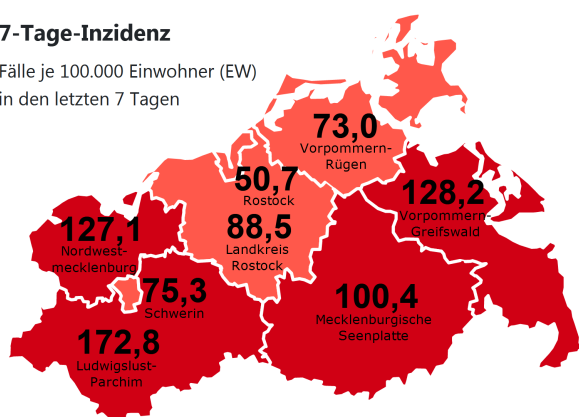 7-Tage-Inzidenz
Fälle je 100.000 Einwohner (EW)
in den letzten 7 Tagen
73,0
Vorpommern-
Rügen
50,7
Rostock
128,2
Vorpommern-
Greifswald
88,5
Landkreis
Rostock
127,1
Nordwest-
mecklenburg
75,3
Schwerin
100,4
Mecklenburgische
Seenplatte
172,8
Ludwigslust-
Parchim